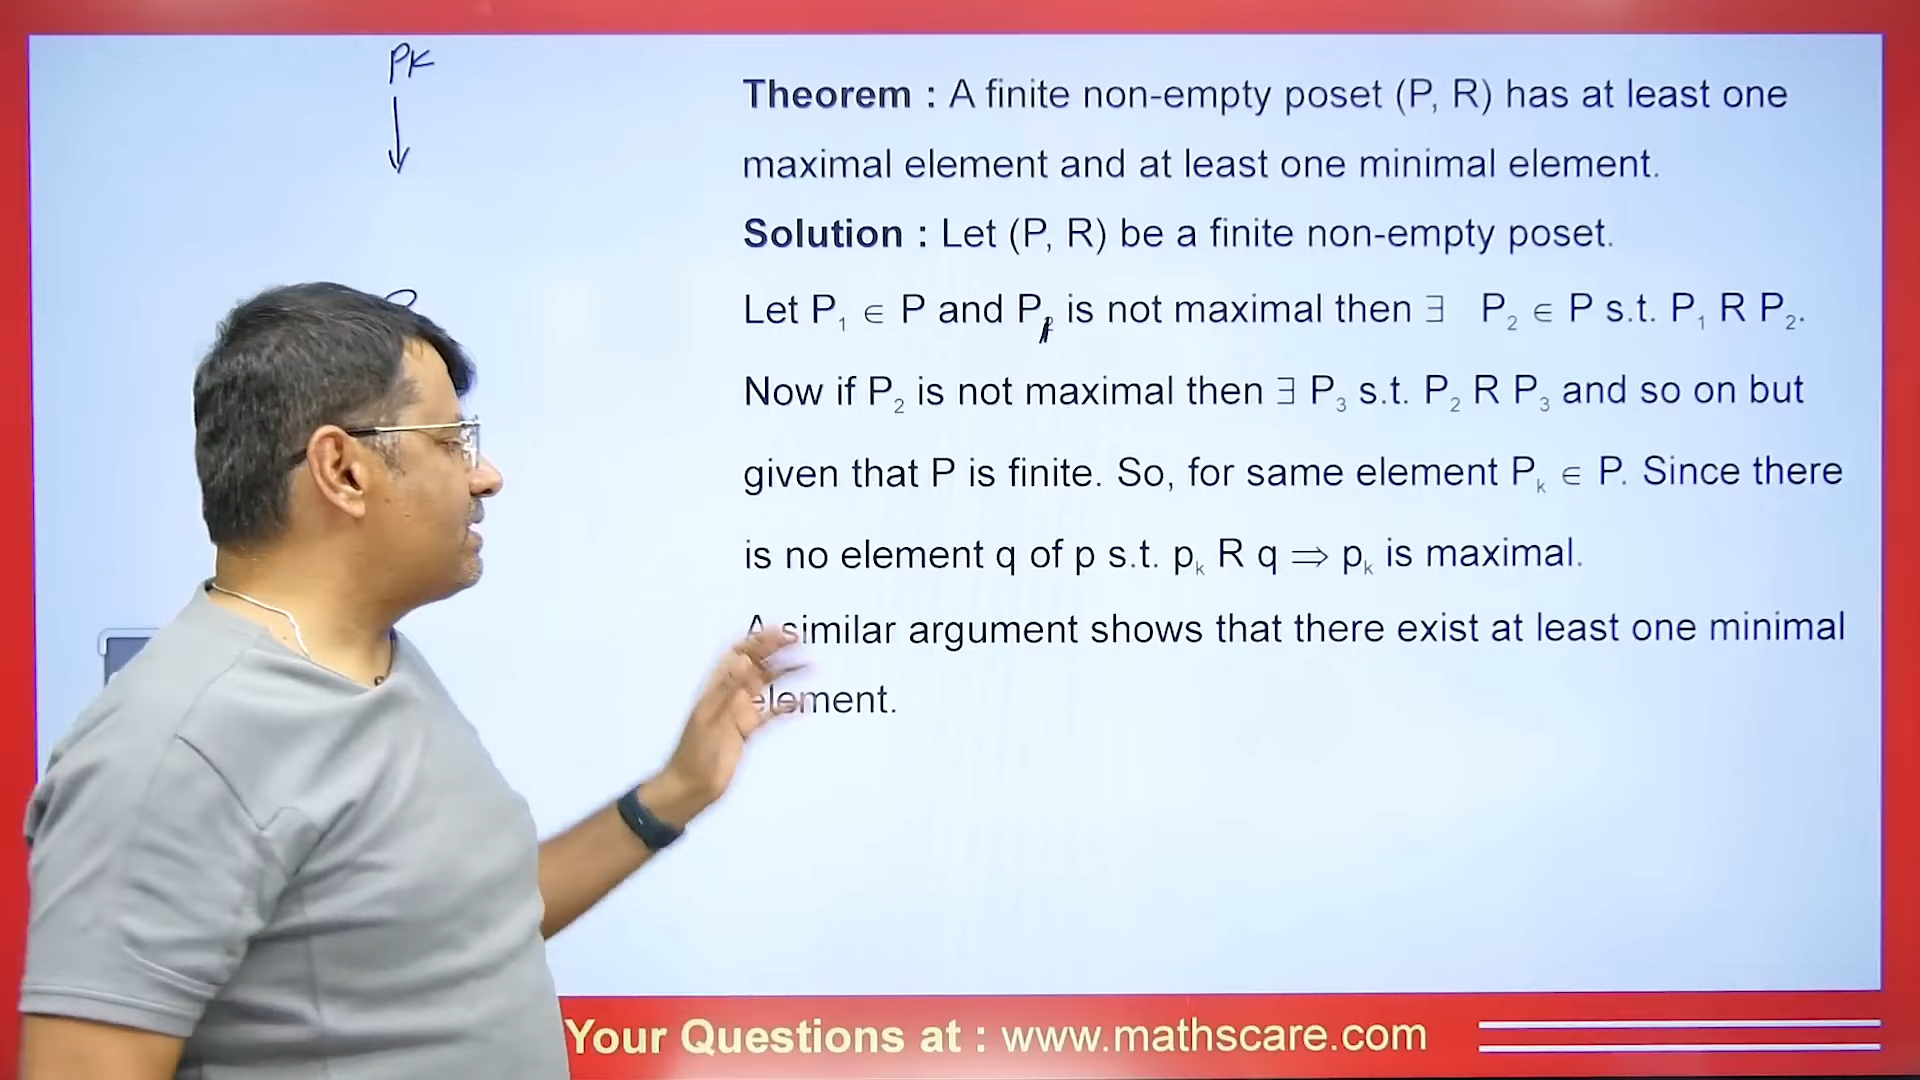 PK
Theorem : A finite non-empty poset (P, R) has at least one
maximal element and at least one minimal element.
Solution : Let (P, R) be a finite non-empty poset.
Let P₁ ∈ P and P₁ is not maximal then ∃ P₂ ∈ P s.t. P₁ R P₂.
Now if P₂ is not maximal then ∃ P₃ s.t. P₂ R P₃ and so on but
given that P is finite. So, for same element Pₖ ∈ P. Since there
is no element q of p s.t. pₖ R q ⟹ pₖ is maximal.
A similar argument shows that there exist at least one minimal
element.
Your Questions at : www.mathscare.com